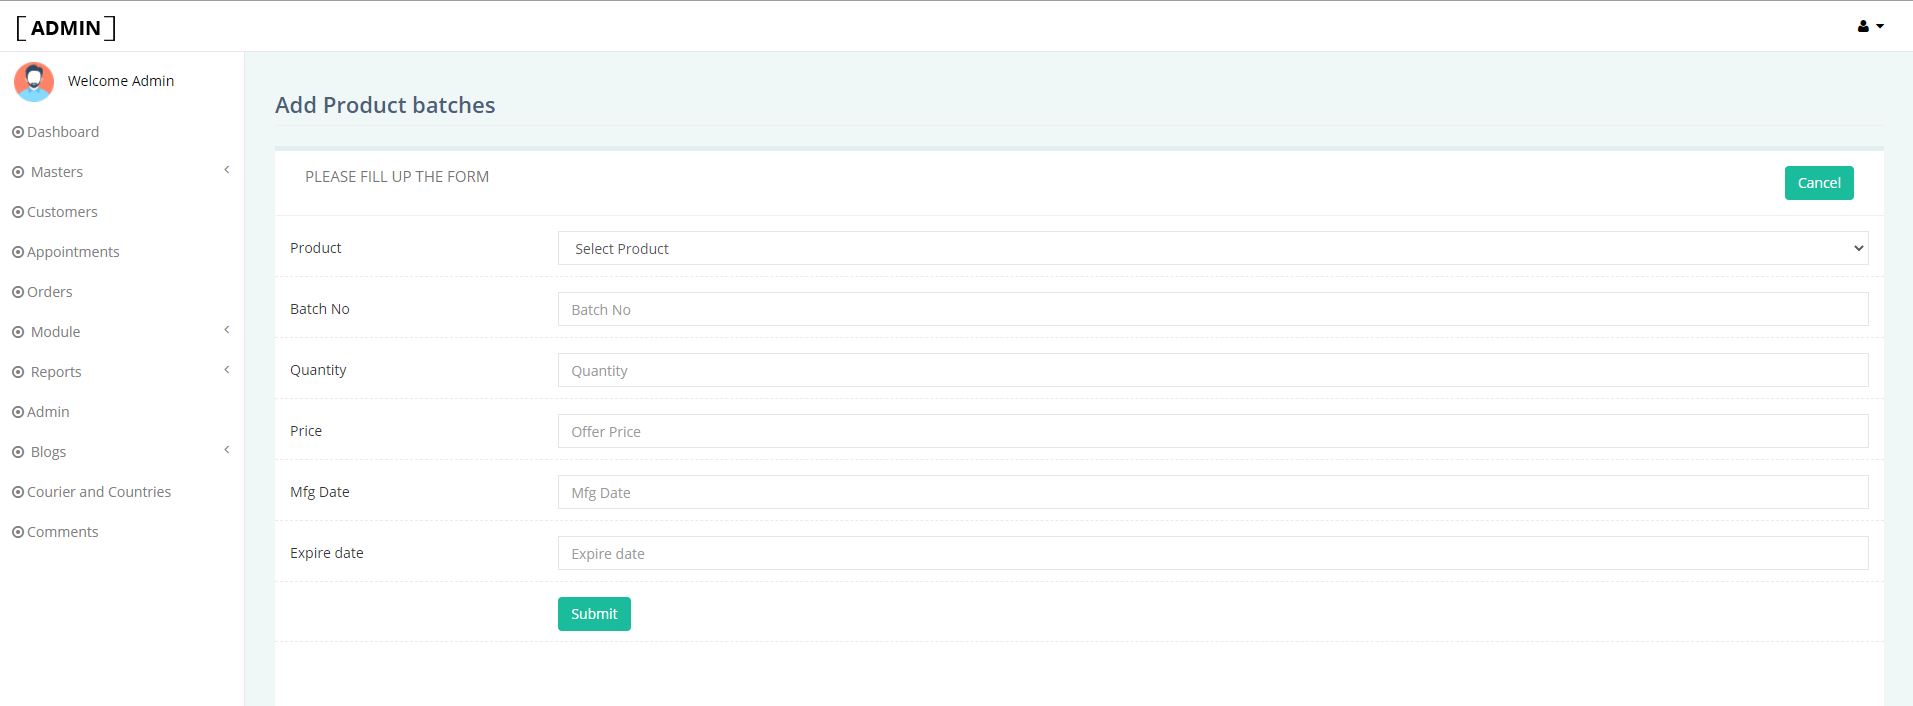 [ ADMIN ]
Welcome Admin
Dashboard
Masters
Customers
Appointments
Orders
Module
Reports
Admin
Blogs
Courier and Countries
Comments
Add Product batches
PLEASE FILL UP THE FORM
Cancel
Product
Select Product
Batch No
Batch No
Quantity
Quantity
Price
Offer Price
Mfg Date
Mfg Date
Expire date
Expire date
Submit